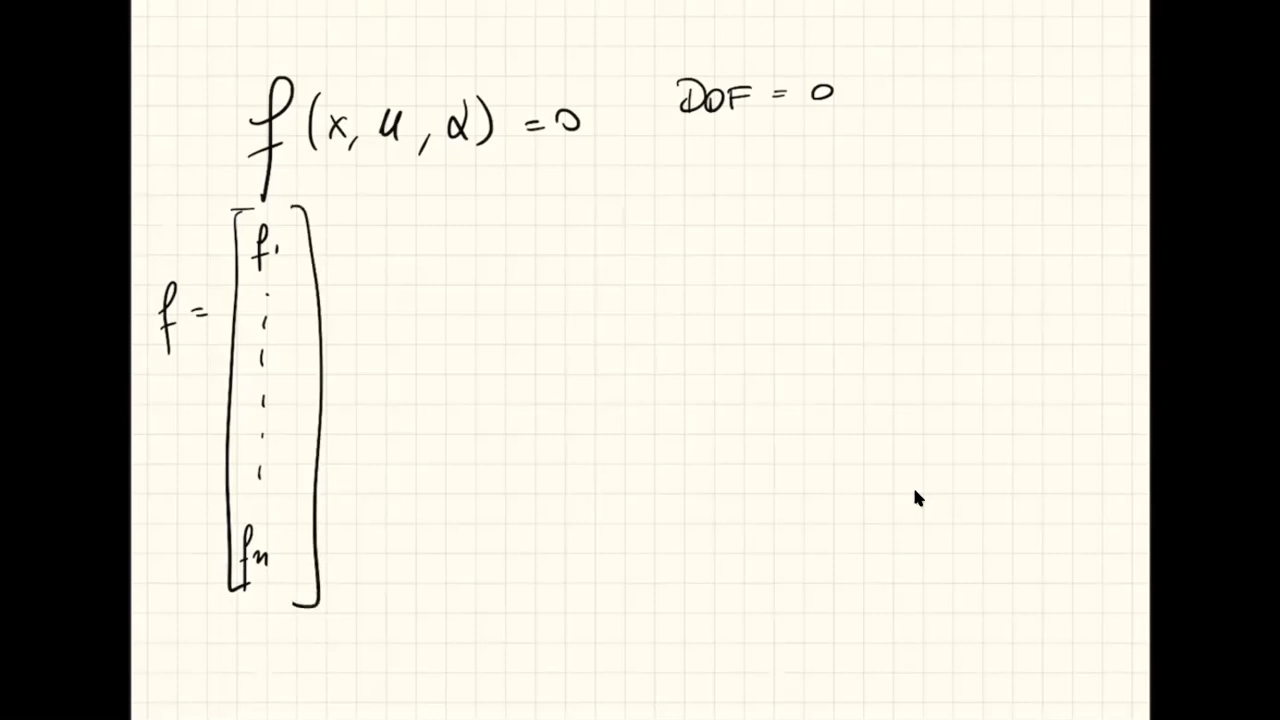 f(x, u, α) = 0
DOF = 0
f = [f₁
⋮
fₙ]